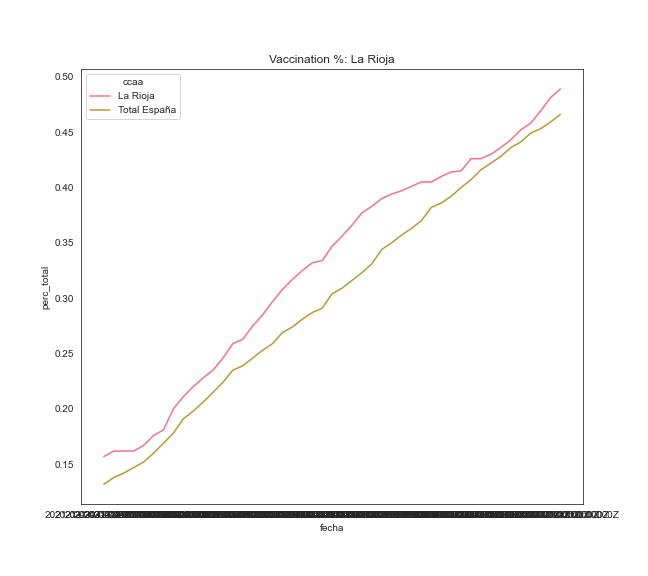 Vaccination %: La Rioja
ccaa
La Rioja
Total España
0.50
0.45
0.40
0.35
0.30
0.25
0.20
0.15
perc_total
fecha